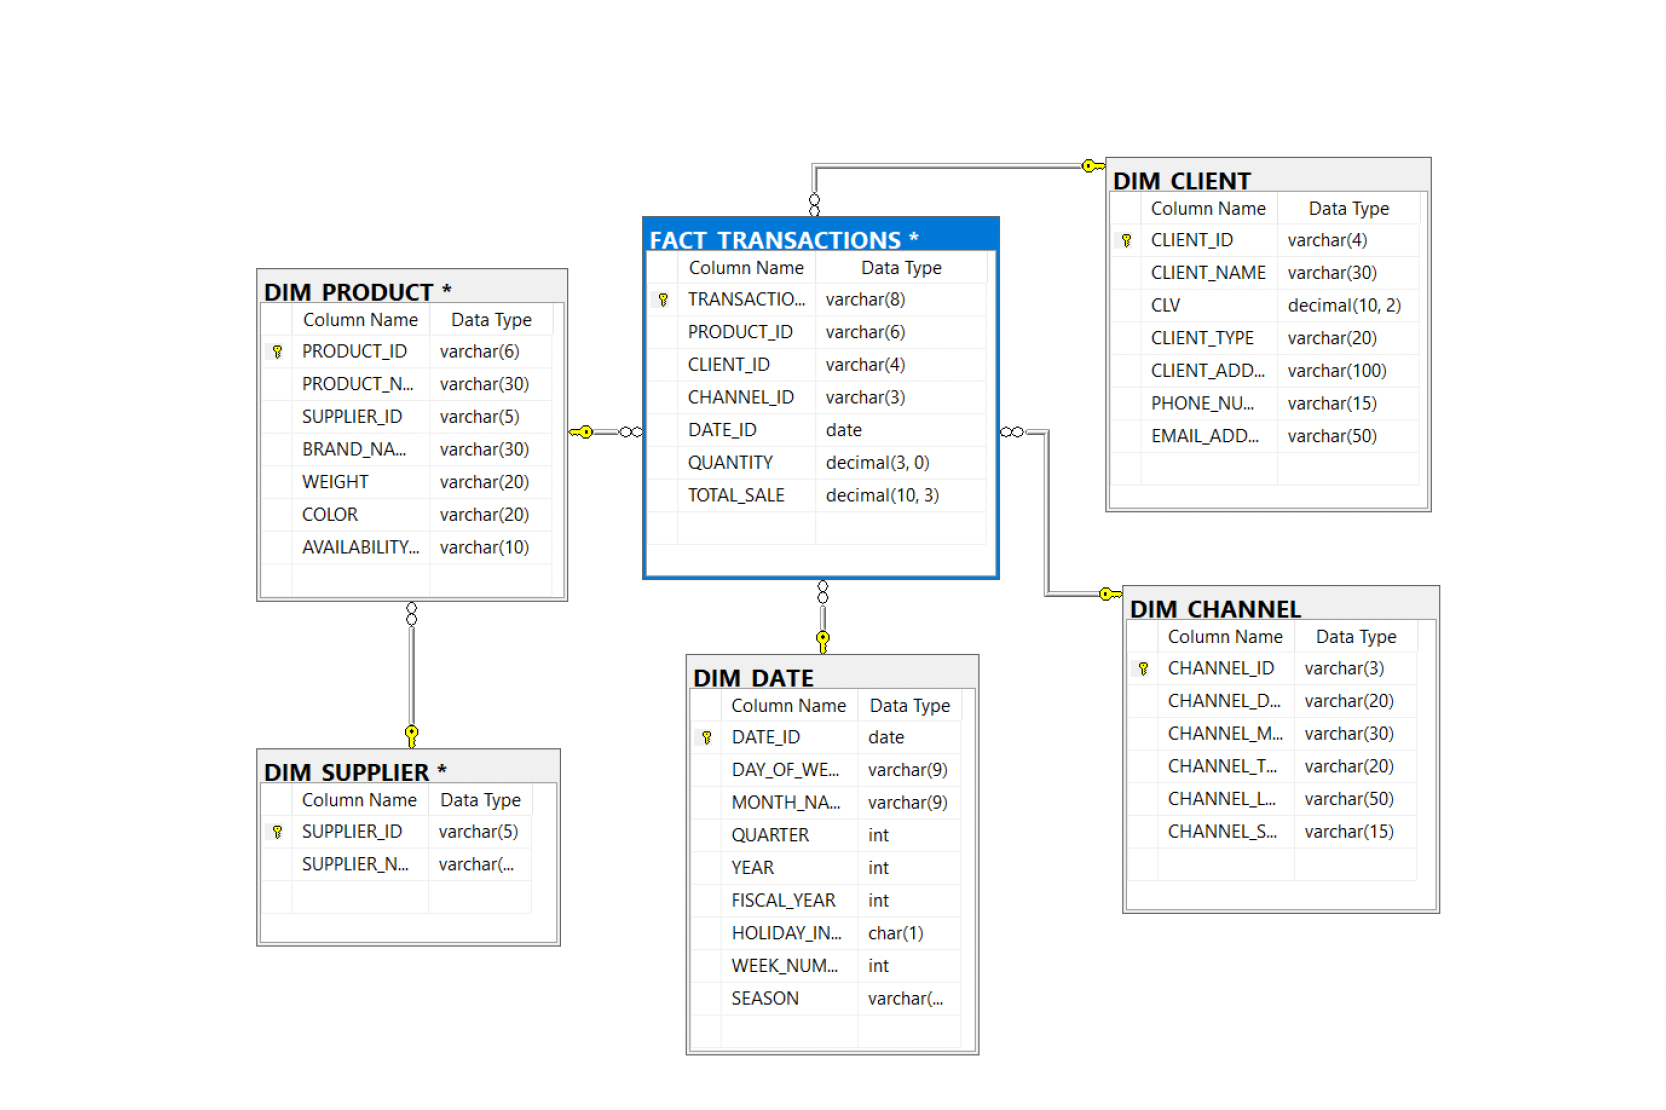 DIM_CLIENT
Column Name Data Type
CLIENT_ID varchar(4)
CLIENT_NAME varchar(30)
CLV decimal(10, 2)
CLIENT_TYPE varchar(20)
CLIENT_ADD... varchar(100)
PHONE_NU... varchar(15)
EMAIL_ADD... varchar(50)
FACT_TRANSACTIONS *
Column Name Data Type
TRANSACTIO... varchar(8)
PRODUCT_ID varchar(6)
CLIENT_ID varchar(4)
CHANNEL_ID varchar(3)
DATE_ID date
QUANTITY decimal(3, 0)
TOTAL_SALE decimal(10, 3)
DIM_PRODUCT *
Column Name Data Type
PRODUCT_ID varchar(6)
PRODUCT_N... varchar(30)
SUPPLIER_ID varchar(5)
BRAND_NA... varchar(30)
WEIGHT varchar(20)
COLOR varchar(20)
AVAILABILITY... varchar(10)
DIM_CHANNEL
Column Name Data Type
CHANNEL_ID varchar(3)
CHANNEL_D... varchar(20)
CHANNEL_M... varchar(30)
CHANNEL_T... varchar(20)
CHANNEL_L... varchar(50)
CHANNEL_S... varchar(15)
DIM_DATE
Column Name Data Type
DATE_ID date
DAY_OF_WE... varchar(9)
MONTH_NA... varchar(9)
QUARTER int
YEAR int
FISCAL_YEAR int
HOLIDAY_IN... char(1)
WEEK_NUM... int
SEASON varchar(...
DIM_SUPPLIER *
Column Name Data Type
SUPPLIER_ID varchar(5)
SUPPLIER_N... varchar(...